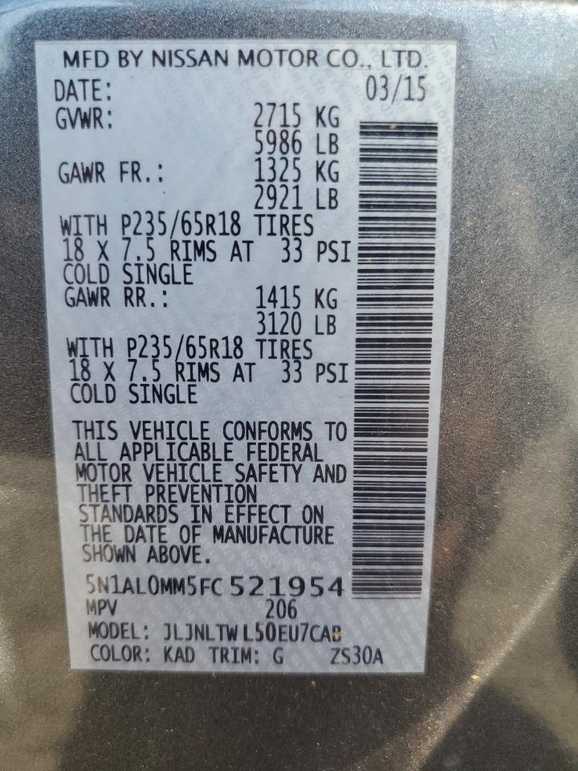 MFD BY NISSAN MOTOR CO., LTD.
DATE: 03/15
GVWR: 2715 KG
5986 LB
GAWR FR.: 1325 KG
2921 LB
WITH P235/65R18 TIRES
18 X 7.5 RIMS AT 33 PSI
COLD SINGLE
GAWR RR.: 1415 KG
3120 LB
WITH P235/65R18 TIRES
18 X 7.5 RIMS AT 33 PSI
COLD SINGLE
THIS VEHICLE CONFORMS TO
ALL APPLICABLE FEDERAL
MOTOR VEHICLE SAFETY AND
THEFT PREVENTION
STANDARDS IN EFFECT ON
THE DATE OF MANUFACTURE
SHOWN ABOVE.
5N1AL0MM5FC 521954
MPV 206
MODEL: JLJNLTW L50EU7CAB
COLOR: KAD TRIM: G ZS30A